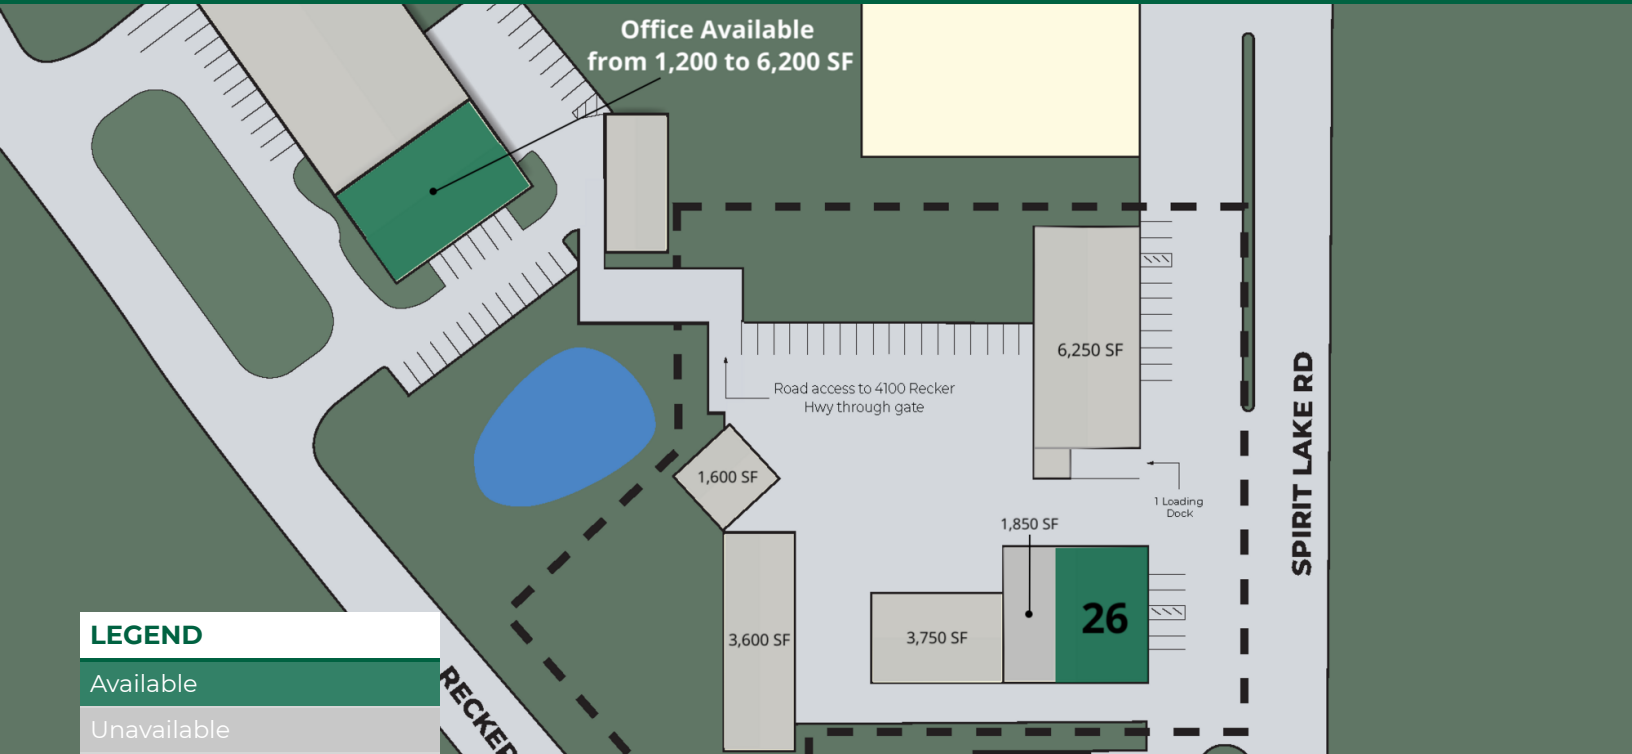 Office Available
from 1,200 to 6,200 SF
6,250 SF
Road access to 4100 Recker
Hwy through gate
1,600 SF
1 Loading
Dock
SPIRIT LAKE RD
1,850 SF
26
3,750 SF
3,600 SF
LEGEND
Available
Unavailable
RECKER